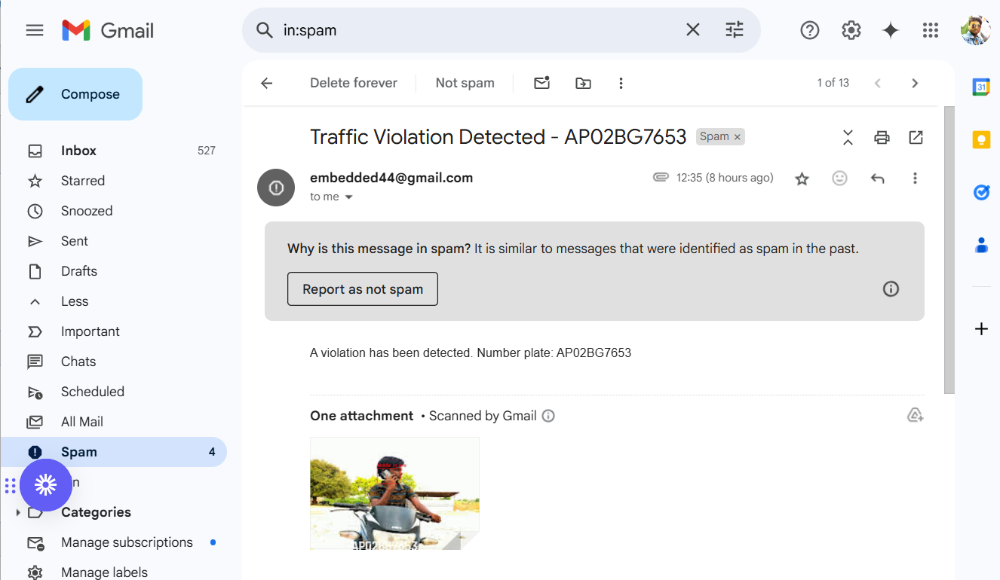 Gmail
in:spam
Compose
Delete forever
Not spam
1 of 13
Inbox 527
Starred
Snoozed
Sent
Drafts
Less
Important
Chats
Scheduled
All Mail
Spam 4
Categories
Manage subscriptions
Manage labels
Traffic Violation Detected - AP02BG7653 Spam ×
embedded44@gmail.com 12:35 (8 hours ago)
to me
Why is this message in spam? It is similar to messages that were identified as spam in the past.
Report as not spam
A violation has been detected. Number plate: AP02BG7653
One attachment • Scanned by Gmail
AP02BG7653
31